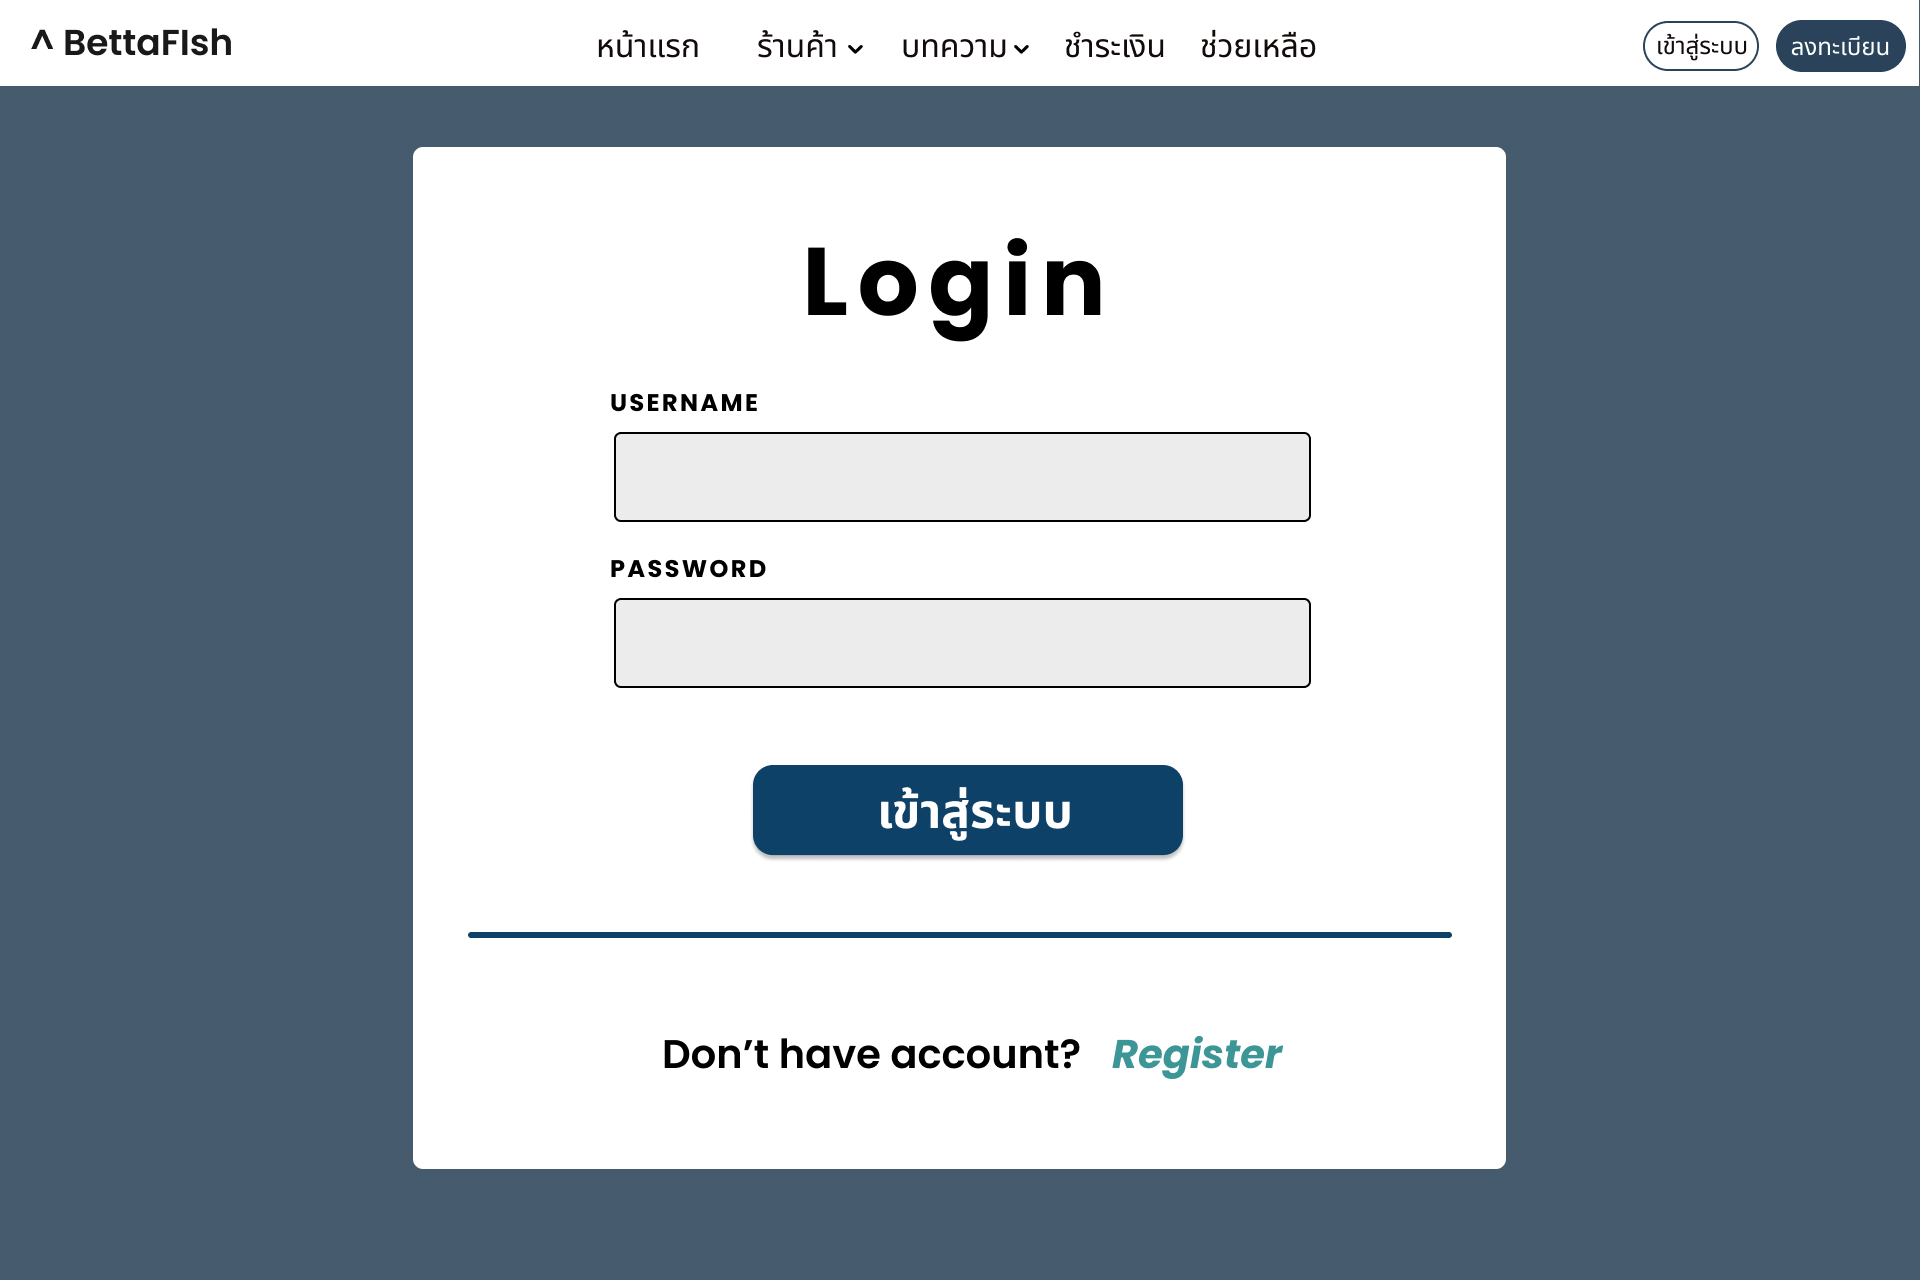 ^ BettaFIsh หน้าแรก ร้านค้า บทความ ชำระเงิน ช่วยเหลือ เข้าสู่ระบบ ลงทะเบียน
Login
USERNAME
PASSWORD
เข้าสู่ระบบ
Don’t have account? Register